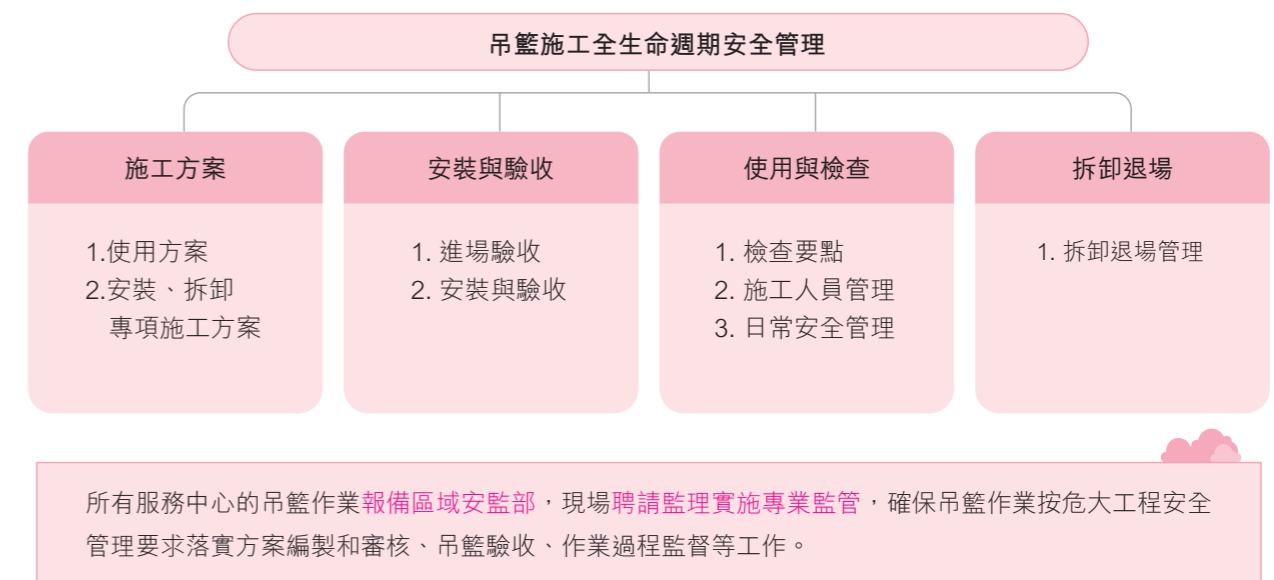 吊籃施工全生命週期安全管理
施工方案
1.使用方案
2.安裝、拆卸
專項施工方案
安裝與驗收
1. 進場驗收
2. 安裝與驗收
使用與檢查
1. 檢查要點
2. 施工人員管理
3. 日常安全管理
拆卸退場
1. 拆卸退場管理
所有服務中心的吊籃作業報備區域安監部，現場聘請監理實施專業監管，確保吊籃作業按危大工程安全
管理要求落實方案編製和審核、吊籃驗收、作業過程監督等工作。